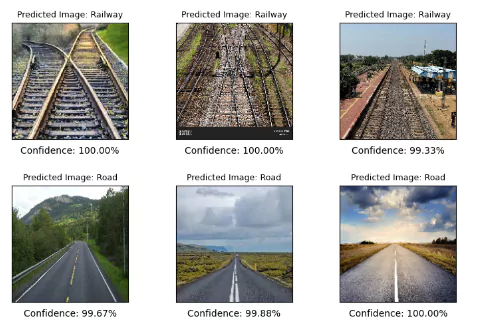 Predicted Image: Railway
Predicted Image: Railway
Predicted Image: Railway
Confidence: 100.00%
Confidence: 100.00%
Confidence: 99.33%
Predicted Image: Road
Predicted Image: Road
Predicted Image: Road
Confidence: 99.67%
Confidence: 99.88%
Confidence: 100.00%